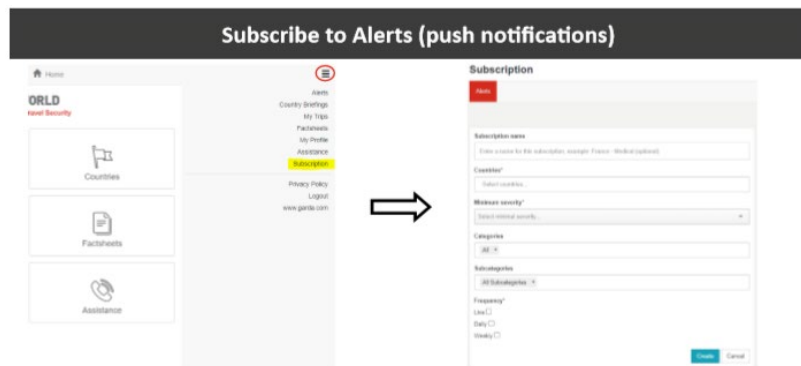 Subscribe to Alerts (push notifications)
Home
ORLD
ravel Security
Countries
Factsheets
Assistance
Alerts
Country Briefings
My Trips
Factsheets
My Profile
Assistance
Subscription
Privacy Policy
Logout
www.garda.com
Subscription
Alerts
Subscription name
Enter a name for this subscription, example: France - Medical (optional)
Countries*
Select countries...
Minimum severity*
Select minimal severity...
Categories
All ×
Subcategories
All Subcategories ×
Frequency*
Live
Daily
Weekly
Create Cancel